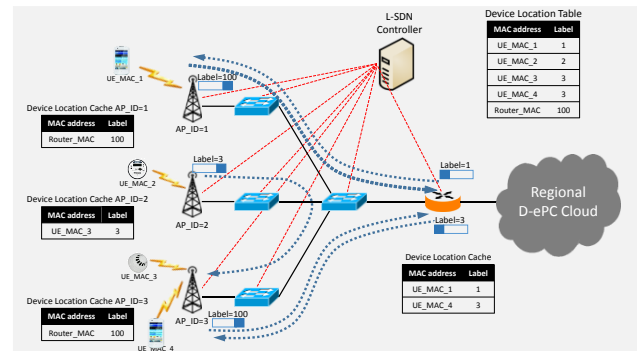 L-SDN
Controller
Device Location Table
MAC address Label
UE_MAC_1 1
UE_MAC_2 2
UE_MAC_3 3
UE_MAC_4 3
Router_MAC 100
UE_MAC_1
Label=100
Device Location Cache AP_ID=1
MAC address Label
Router_MAC 100
AP_ID=1
Label=3
Label=1
UE_MAC_2
Device Location Cache AP_ID=2
MAC address Label
UE_MAC_3 3
AP_ID=2
Label=3
Regional
D-ePC Cloud
UE_MAC_3
Device Location Cache AP_ID=3
MAC address Label
Router_MAC 100
AP_ID=3
Label=100
UE_MAC_4
Device Location Cache
MAC address Label
UE_MAC_1 1
UE_MAC_4 3